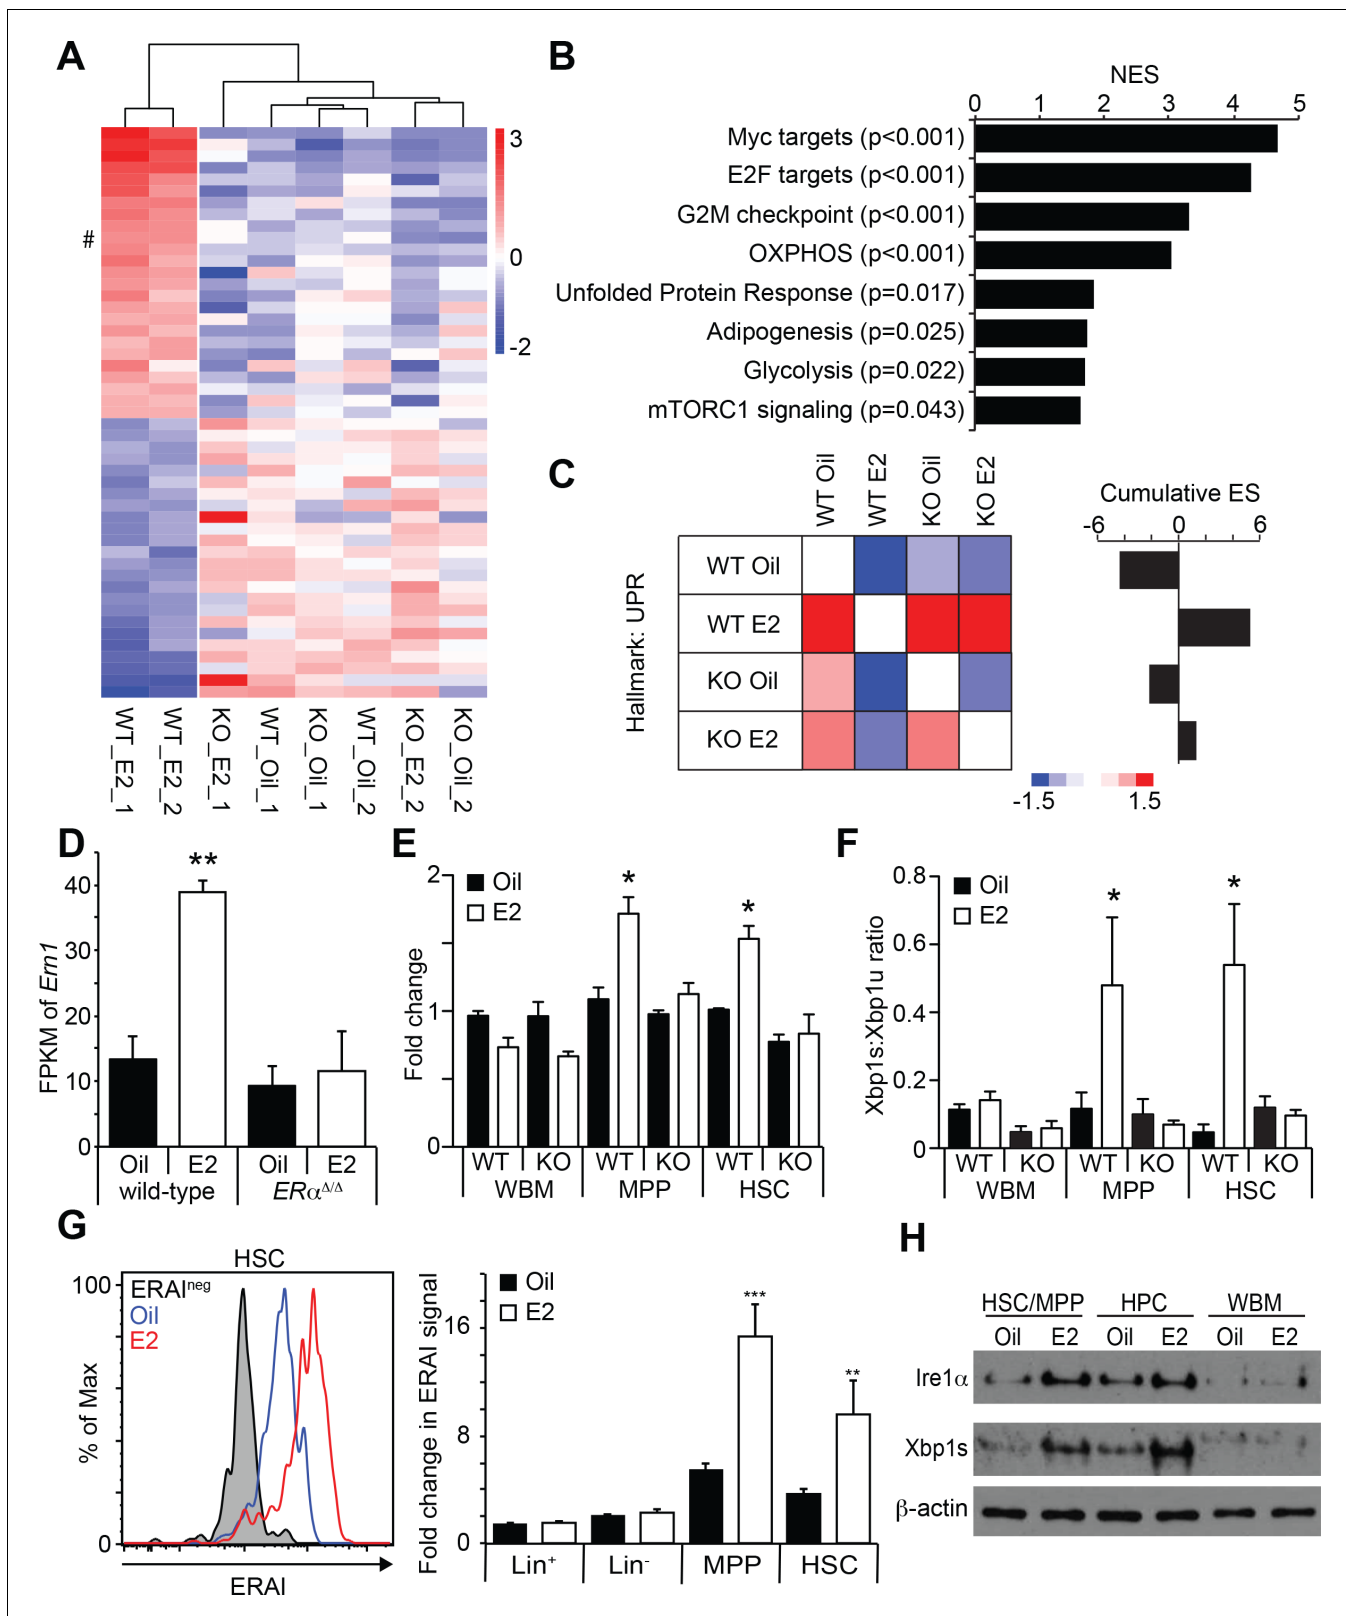 A
3
0
-2
#
WT_E2_1
WT_E2_2
KO_E2_1
WT_Oil_1
KO_Oil_1
WT_Oil_2
KO_E2_2
KO_Oil_2
B
NES
0 1 2 3 4 5
Myc targets (p<0.001)
E2F targets (p<0.001)
G2M checkpoint (p<0.001)
OXPHOS (p<0.001)
Unfolded Protein Response (p=0.017)
Adipogenesis (p=0.025)
Glycolysis (p=0.022)
mTORC1 signaling (p=0.043)
C
WT Oil
WT E2
KO Oil
KO E2
Hallmark: UPR
WT Oil
WT E2
KO Oil
KO E2
Cumulative ES
-6 0 6
-1.5 1.5
D
FPKM of Ern1
40
30
20
10
0
**
Oil E2 Oil E2
wild-type ERα^Δ/Δ
E
Fold change
2
1
0
Oil
E2
* *
WT KO WT KO WT KO
WBM MPP HSC
F
Xbp1s:Xbp1u ratio
0.8
0.6
0.4
0.2
0
Oil
E2
* *
WT KO WT KO WT KO
WBM MPP HSC
G
HSC
100
0
% of Max
ERAI^neg
Oil
E2
ERAI
Fold change in ERAI signal
16
8
0
Oil
E2
***
**
Lin⁺ Lin⁻ MPP HSC
H
HSC/MPP HPC WBM
Oil E2 Oil E2 Oil E2
Ire1α
Xbp1s
β-actin